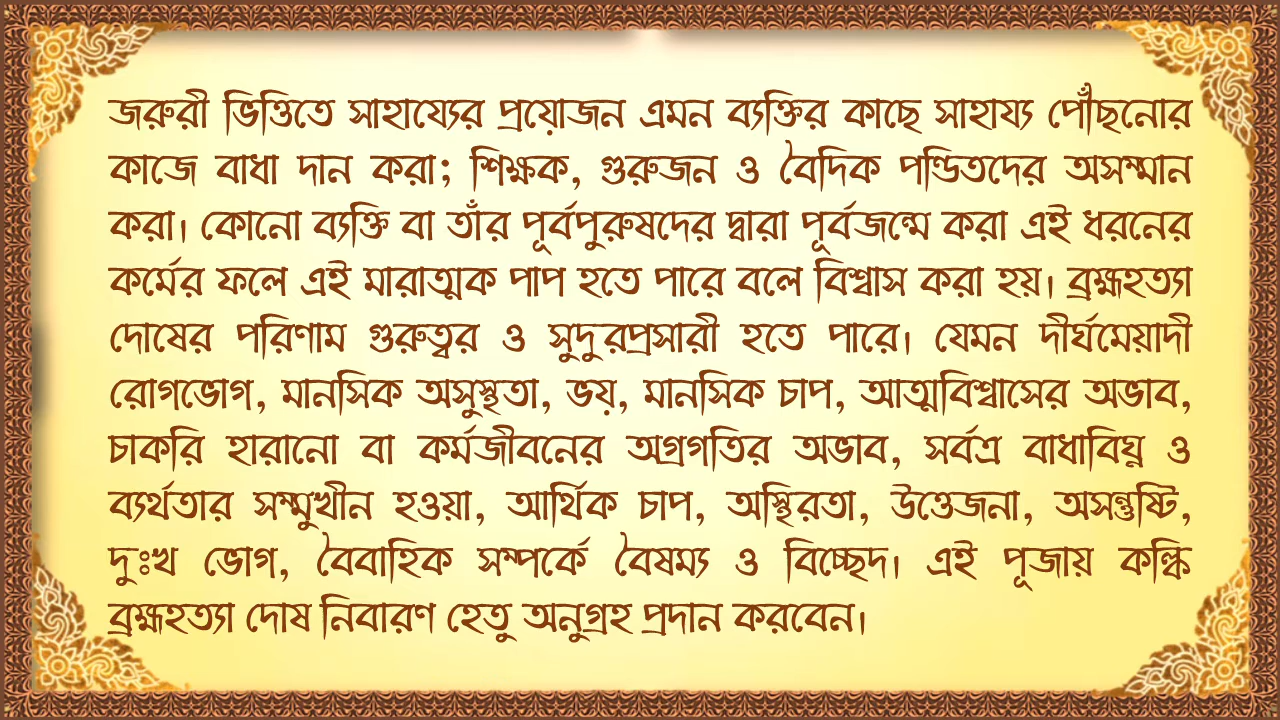 জরুরী ভিত্তিতে সাহায্যের প্রয়োজন এমন ব্যক্তির কাছে সাহায্য পৌঁছনোর
কাজে বাধা দান করা; শিক্ষক, গুরুজন ও বৈদিক পণ্ডিতদের অসম্মান
করা। কোনো ব্যক্তি বা তাঁর পূর্বপুরুষদের দ্বারা পূর্বজন্মে করা এই ধরনের
কর্মের ফলে এই মারাত্মক পাপ হতে পারে বলে বিশ্বাস করা হয়। ব্রহ্মহত্যা
দোষের পরিণাম গুরুত্বর ও সুদুরপ্রসারী হতে পারে। যেমন দীর্ঘমেয়াদী
রোগভোগ, মানসিক অসুস্থতা, ভয়, মানসিক চাপ, আত্মবিশ্বাসের অভাব,
চাকরি হারানো বা কর্মজীবনের অগ্রগতির অভাব, সর্বত্র বাধাবিঘ্ন ও
ব্যর্থতার সম্মুখীন হওয়া, আর্থিক চাপ, অস্থিরতা, উত্তেজনা, অসন্তুষ্টি,
দুঃখ ভোগ, বৈবাহিক সম্পর্কে বৈষম্য ও বিচ্ছেদ। এই পূজায় কল্কি
ব্রহ্মহত্যা দোষ নিবারণ হেতু অনুগ্রহ প্রদান করবেন।